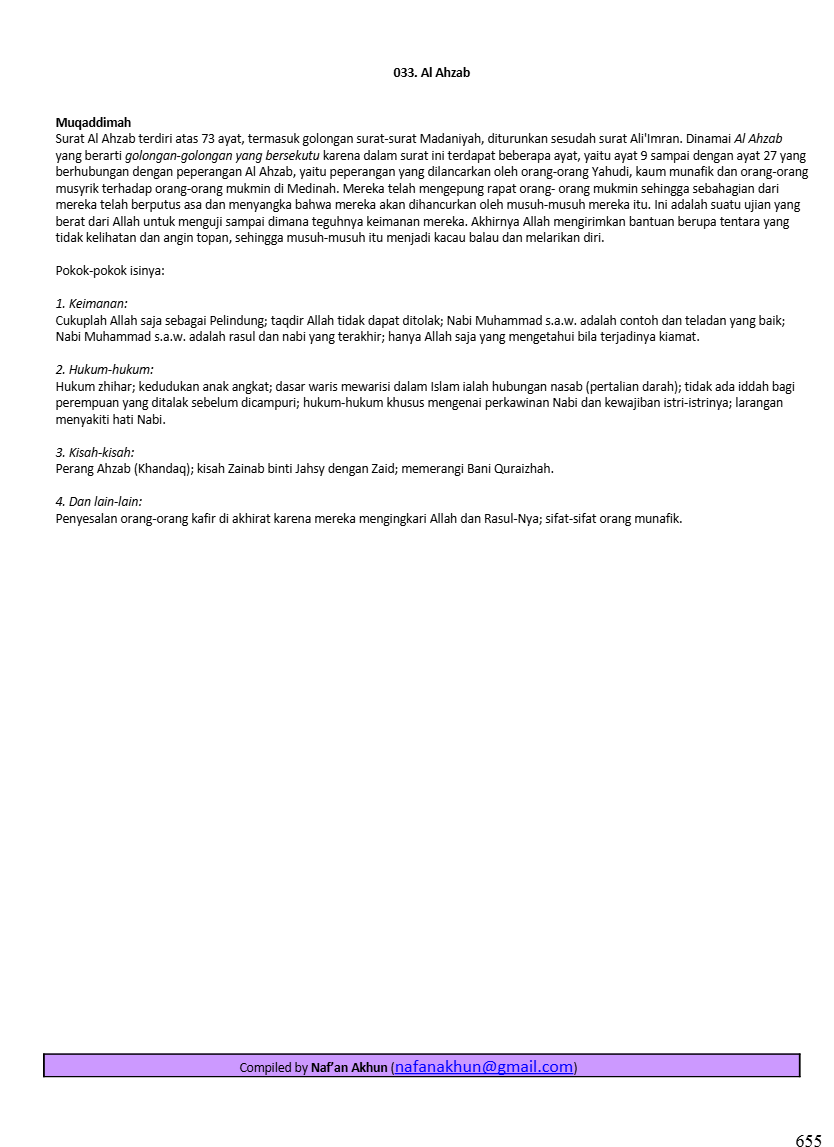 033. Al Ahzab
Muqaddimah
Surat Al Ahzab terdiri atas 73 ayat, termasuk golongan surat-surat Madaniyah, diturunkan sesudah surat Ali'Imran. Dinamai Al Ahzab
yang berarti golongan-golongan yang bersekutu karena dalam surat ini terdapat beberapa ayat, yaitu ayat 9 sampai dengan ayat 27 yang
berhubungan dengan peperangan Al Ahzab, yaitu peperangan yang dilancarkan oleh orang-orang Yahudi, kaum munafik dan orang-orang
musyrik terhadap orang-orang mukmin di Medinah. Mereka telah mengepung rapat orang- orang mukmin sehingga sebahagian dari
mereka telah berputus asa dan menyangka bahwa mereka akan dihancurkan oleh musuh-musuh mereka itu. Ini adalah suatu ujian yang
berat dari Allah untuk menguji sampai dimana teguhnya keimanan mereka. Akhirnya Allah mengirimkan bantuan berupa tentara yang
tidak kelihatan dan angin topan, sehingga musuh-musuh itu menjadi kacau balau dan melarikan diri.
Pokok-pokok isinya:
1. Keimanan:
Cukuplah Allah saja sebagai Pelindung; taqdir Allah tidak dapat ditolak; Nabi Muhammad s.a.w. adalah contoh dan teladan yang baik;
Nabi Muhammad s.a.w. adalah rasul dan nabi yang terakhir; hanya Allah saja yang mengetahui bila terjadinya kiamat.
2. Hukum-hukum:
Hukum zhihar; kedudukan anak angkat; dasar waris mewarisi dalam Islam ialah hubungan nasab (pertalian darah); tidak ada iddah bagi
perempuan yang ditalak sebelum dicampuri; hukum-hukum khusus mengenai perkawinan Nabi dan kewajiban istri-istrinya; larangan
menyakiti hati Nabi.
3. Kisah-kisah:
Perang Ahzab (Khandaq); kisah Zainab binti Jahsy dengan Zaid; memerangi Bani Quraizhah.
4. Dan lain-lain:
Penyesalan orang-orang kafir di akhirat karena mereka mengingkari Allah dan Rasul-Nya; sifat-sifat orang munafik.
Compiled by Naf’an Akhun (nafanakhun@gmail.com)
655